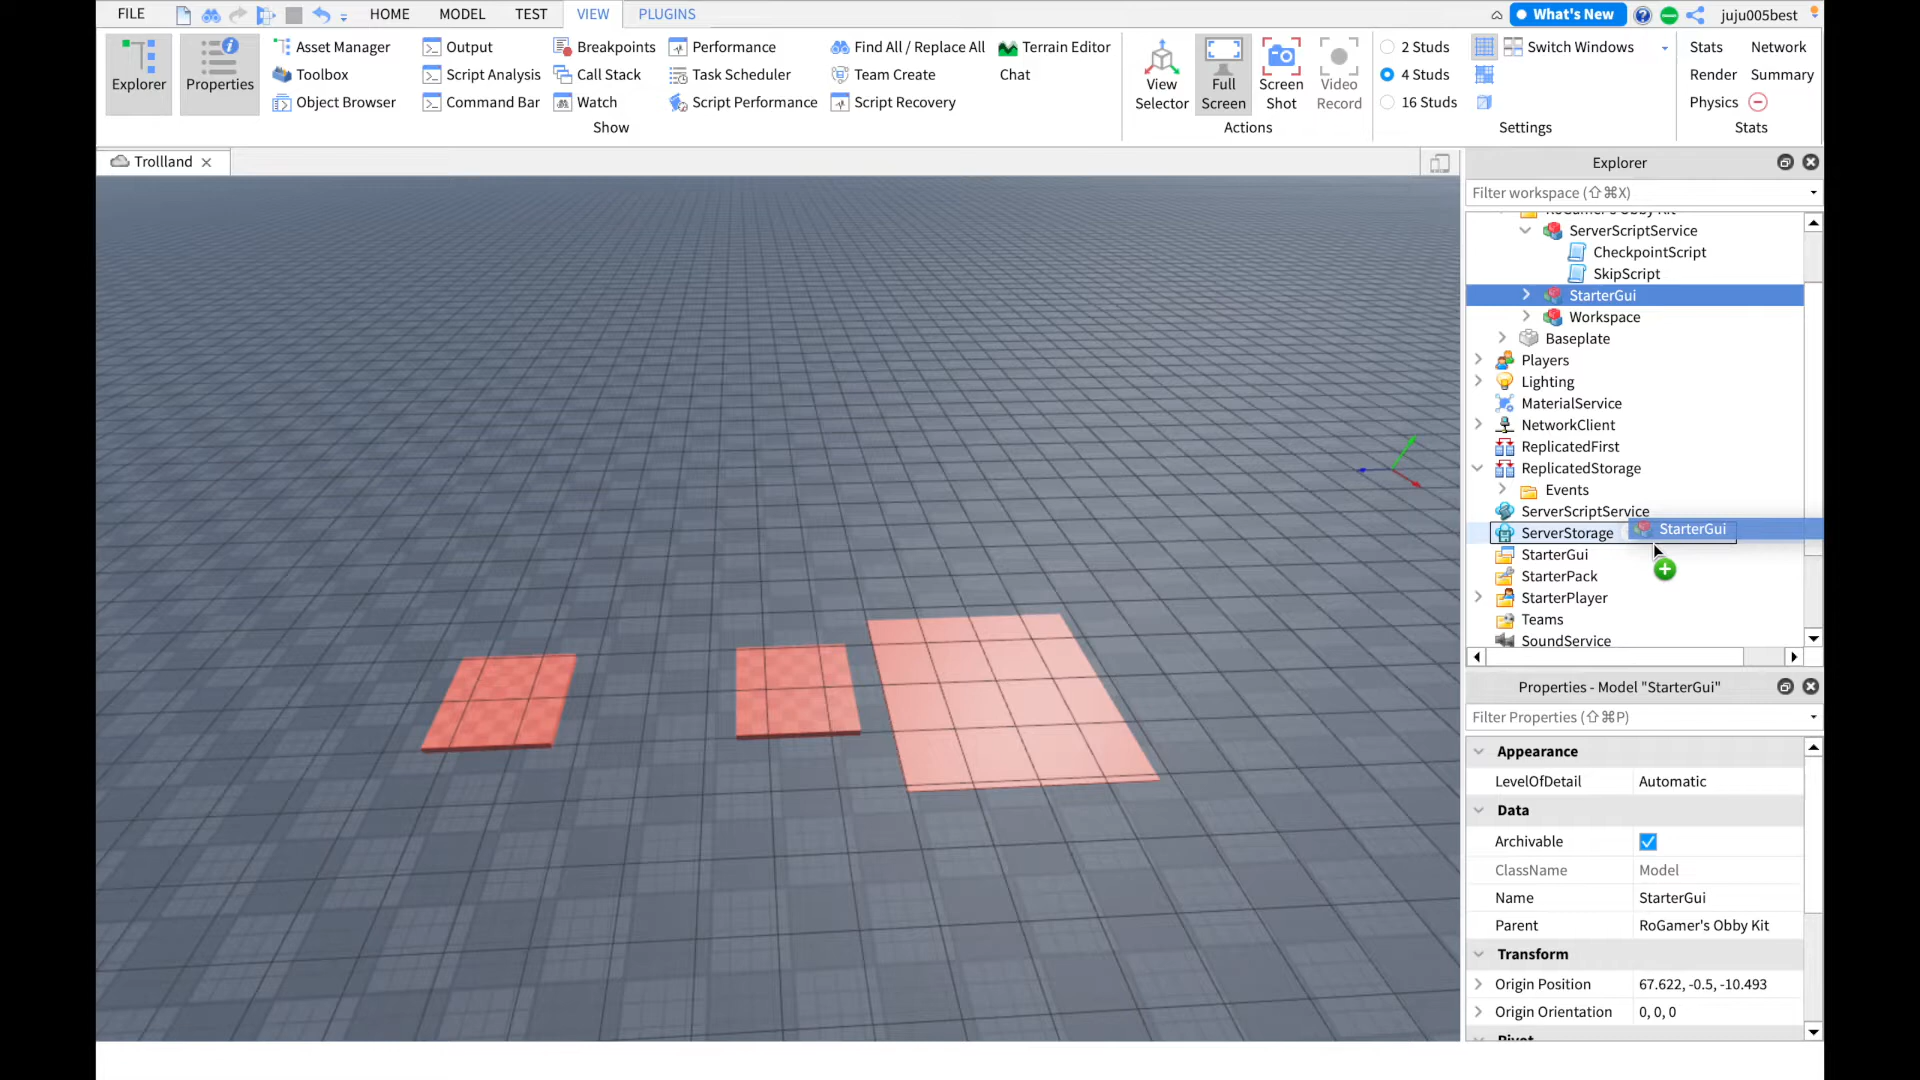 FILE HOME MODEL TEST VIEW PLUGINS What's New juju005best
Asset Manager Output Breakpoints Performance Find All / Replace All Terrain Editor 2 Studs Switch Windows Stats Network
Toolbox Script Analysis Call Stack Task Scheduler Team Create Chat 4 Studs Render Summary
Object Browser Command Bar Watch Script Performance Script Recovery 16 Studs Physics
Explorer Properties View Selector Full Screen Screen Shot Video Record
Show Actions Settings Stats
Trollland Explorer
Filter workspace (⇧⌘X)
RoGamer's Obby Kit
ServerScriptService
CheckpointScript
SkipScript
StarterGui
Workspace
Baseplate
Players
Lighting
MaterialService
NetworkClient
ReplicatedFirst
ReplicatedStorage
Events
ServerScriptService
ServerStorage StarterGui
StarterGui
StarterPack
StarterPlayer
Teams
SoundService
Properties - Model "StarterGui"
Filter Properties (⇧⌘P)
Appearance
LevelOfDetail Automatic
Data
Archivable
ClassName Model
Name StarterGui
Parent RoGamer's Obby Kit
Transform
Origin Position 67.622, -0.5, -10.493
Origin Orientation 0, 0, 0
Pivot